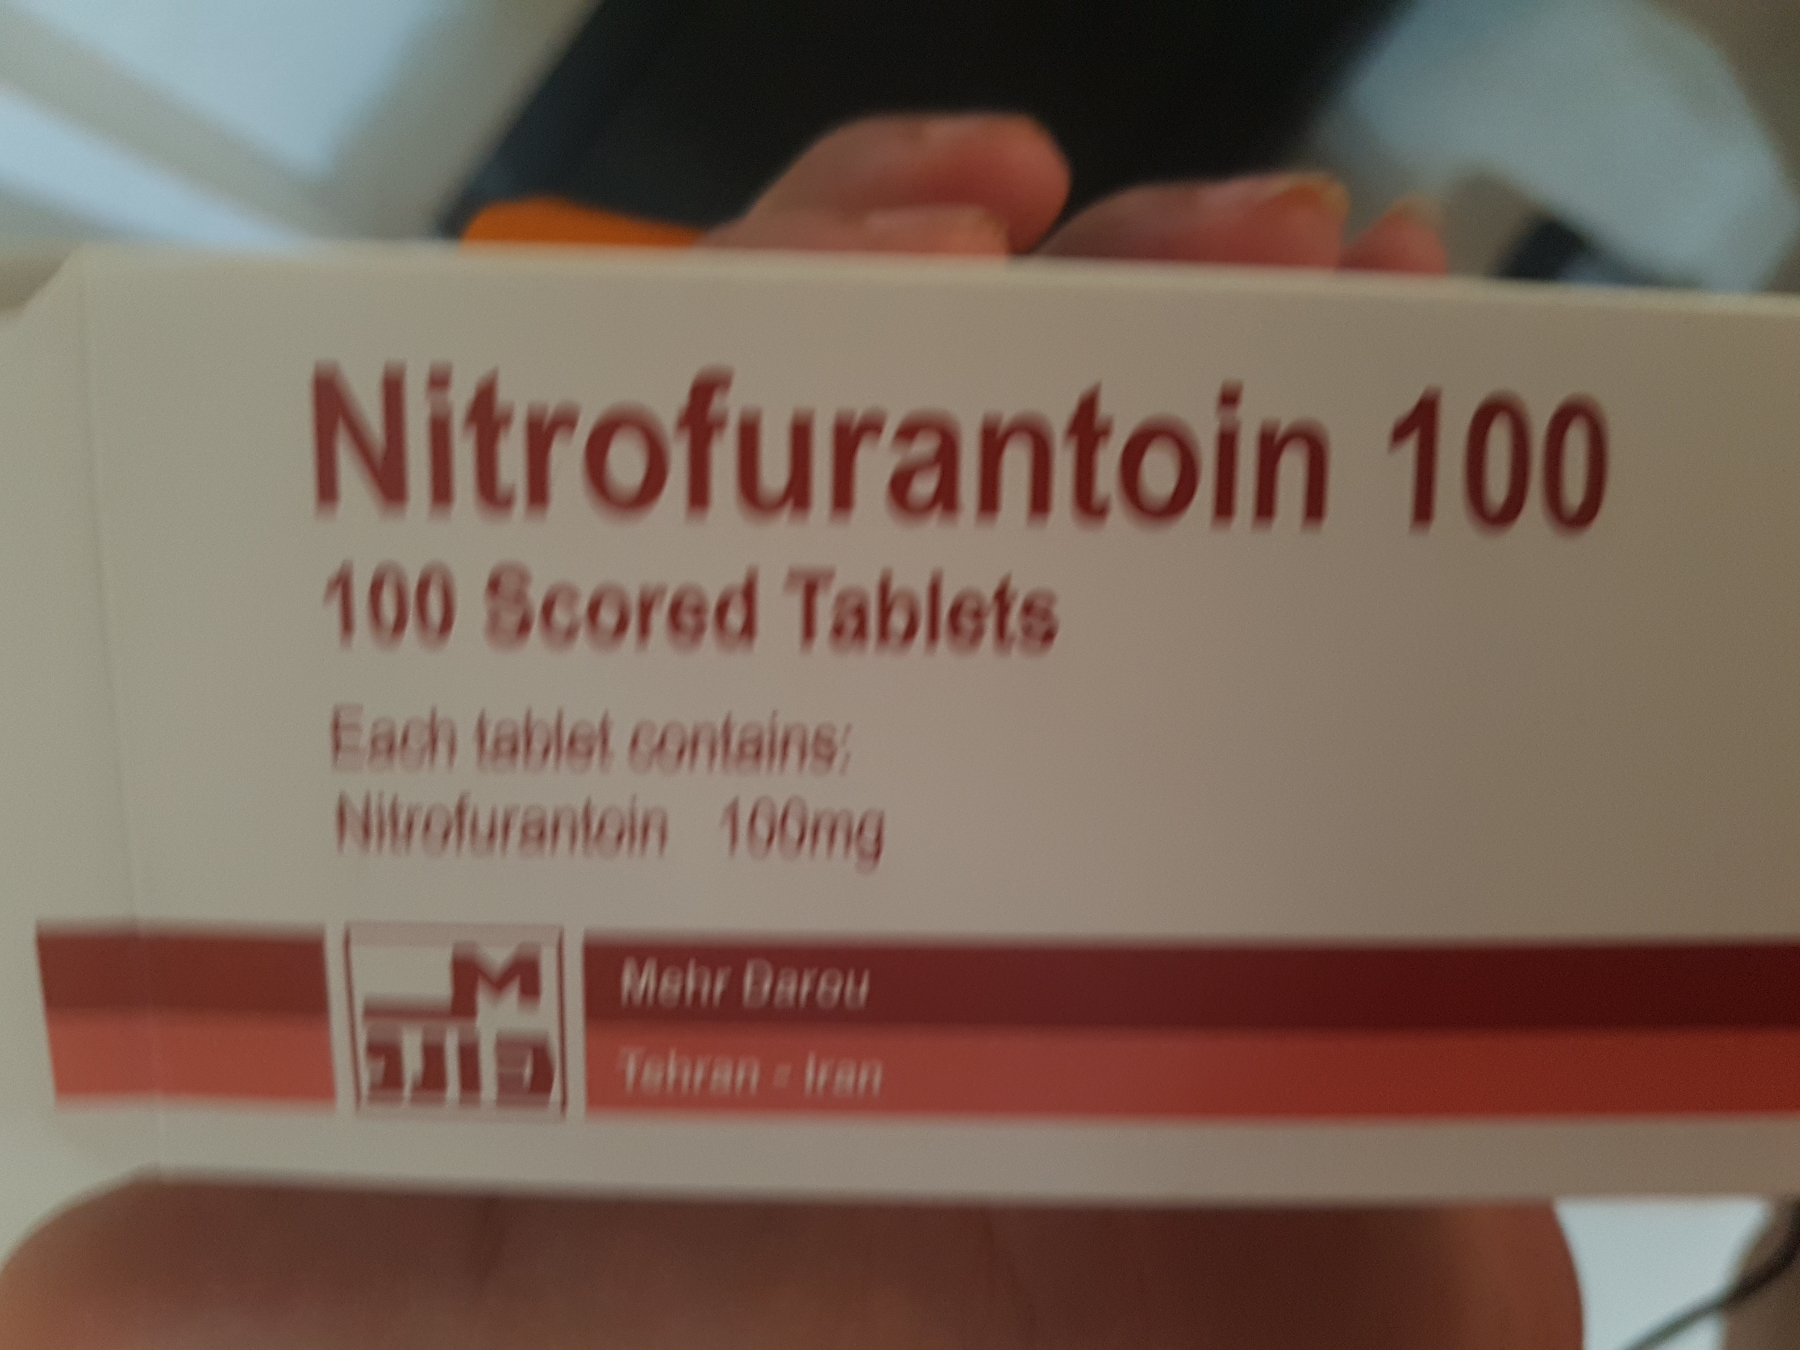 Nitrofurantoin 100
100 Scored Tablets
Each tablet contains:
Nitrofurantoin 100mg
M
Mehr Darou
Tehran - Iran